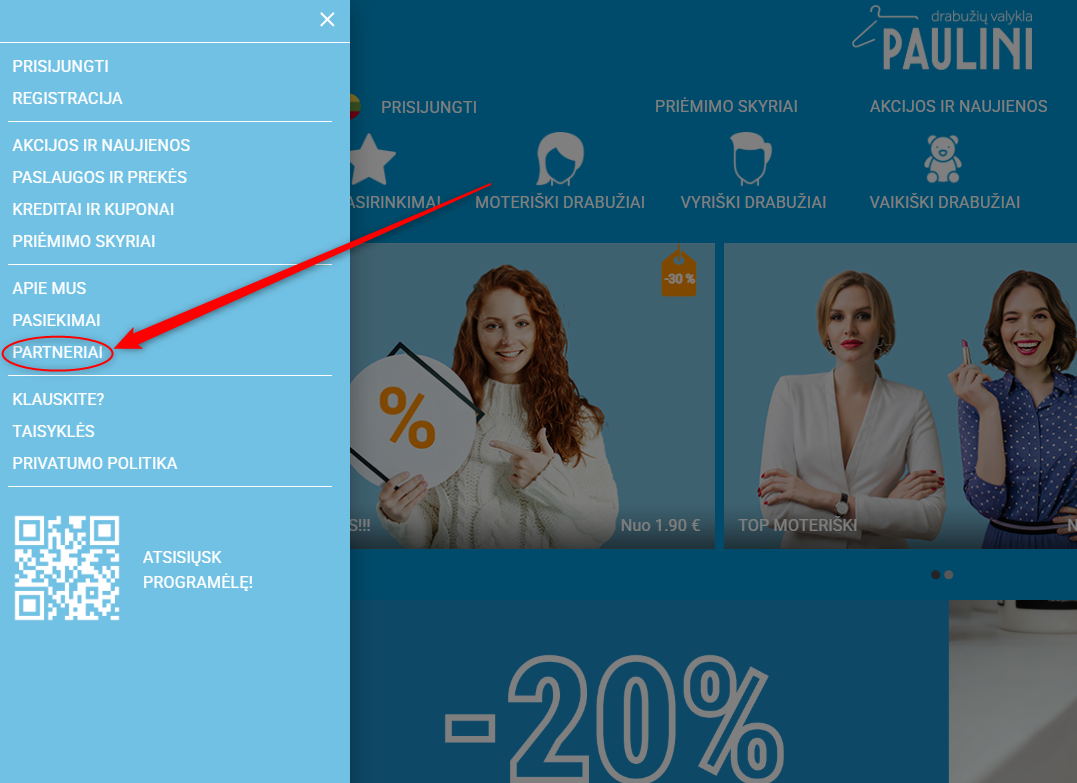 PRISIJUNGTI
REGISTRACIJA
AKCIJOS IR NAUJIENOS
PASLAUGOS IR PREKĖS
KREDITAI IR KUPONAI
PRIĖMIMO SKYRIAI
APIE MUS
PASIEKIMAI
PARTNERIAI
KLAUSKITE?
TAISYKLĖS
PRIVATUMO POLITIKA
ATSISIŲSK
PROGRAMĖLĘ!
drabužių valykla
PAULINI
PRISIJUNGTI PRIĖMIMO SKYRIAI AKCIJOS IR NAUJIENOS
ASIRINKIMAI MOTERIŠKI DRABUŽIAI VYRIŠKI DRABUŽIAI VAIKIŠKI DRABUŽIAI
-30 %
%
S!!! Nuo 1.90 € TOP MOTERIŠKI N
-20%